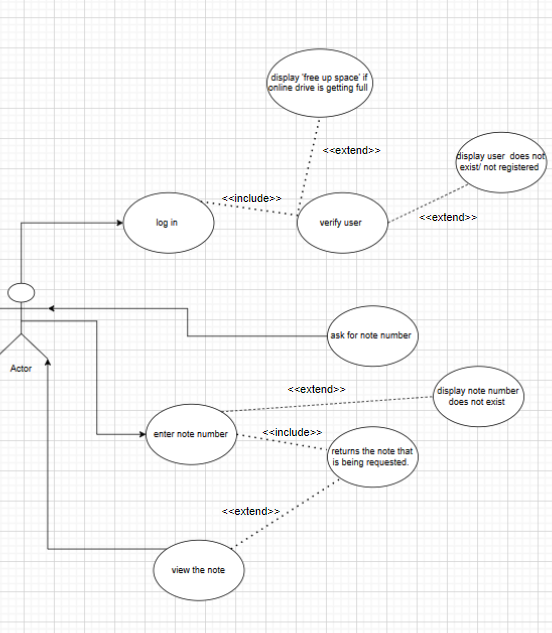 display 'free up space' if
online drive is getting full
<<extend>>
display user does not
exist/ not registered
<<include>>
<<extend>>
log in
verify user
ask for note number
Actor
<<extend>>
display note number
does not exist
enter note number
<<include>>
returns the note that
is being requested.
<<extend>>
view the note